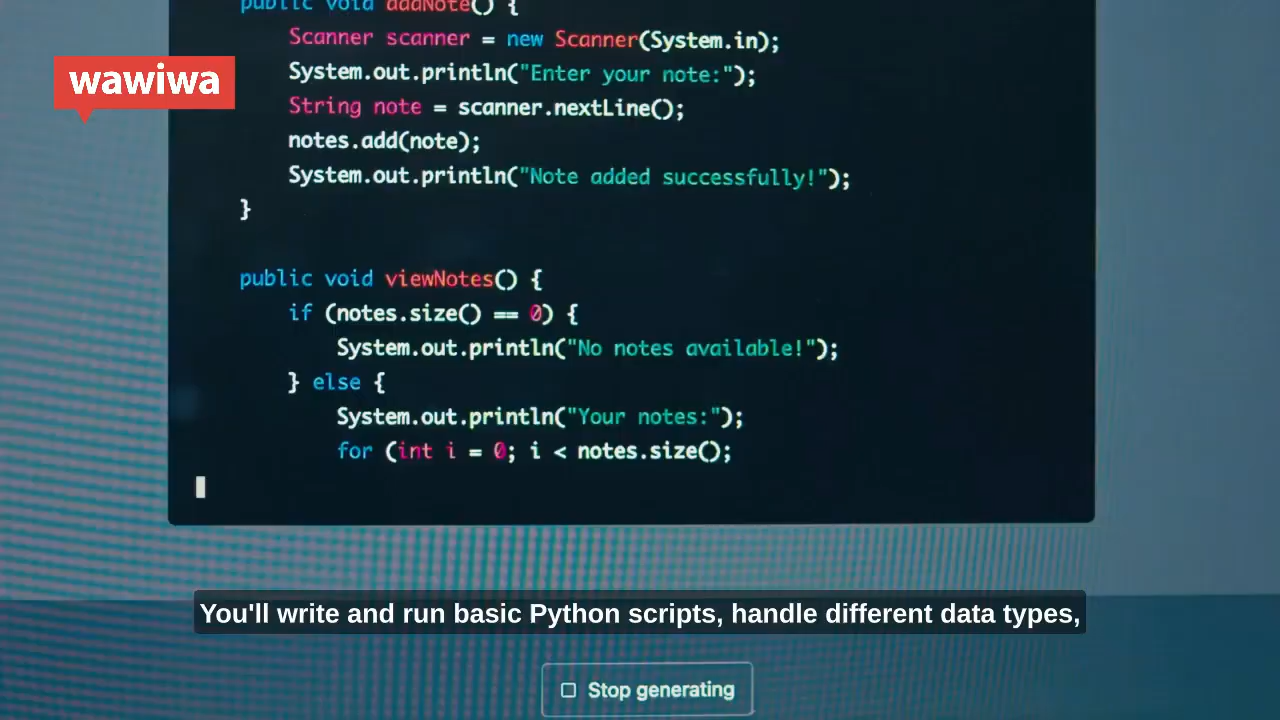 public void addNote() {
wawiwa
Scanner scanner = new Scanner(System.in);
System.out.println("Enter your note:");
String note = scanner.nextLine();
notes.add(note);
System.out.println("Note added successfully!");
}
public void viewNotes() {
if (notes.size() == 0) {
System.out.println("No notes available!");
} else {
System.out.println("Your notes:");
for (int i = 0; i < notes.size();
You'll write and run basic Python scripts, handle different data types,
Stop generating